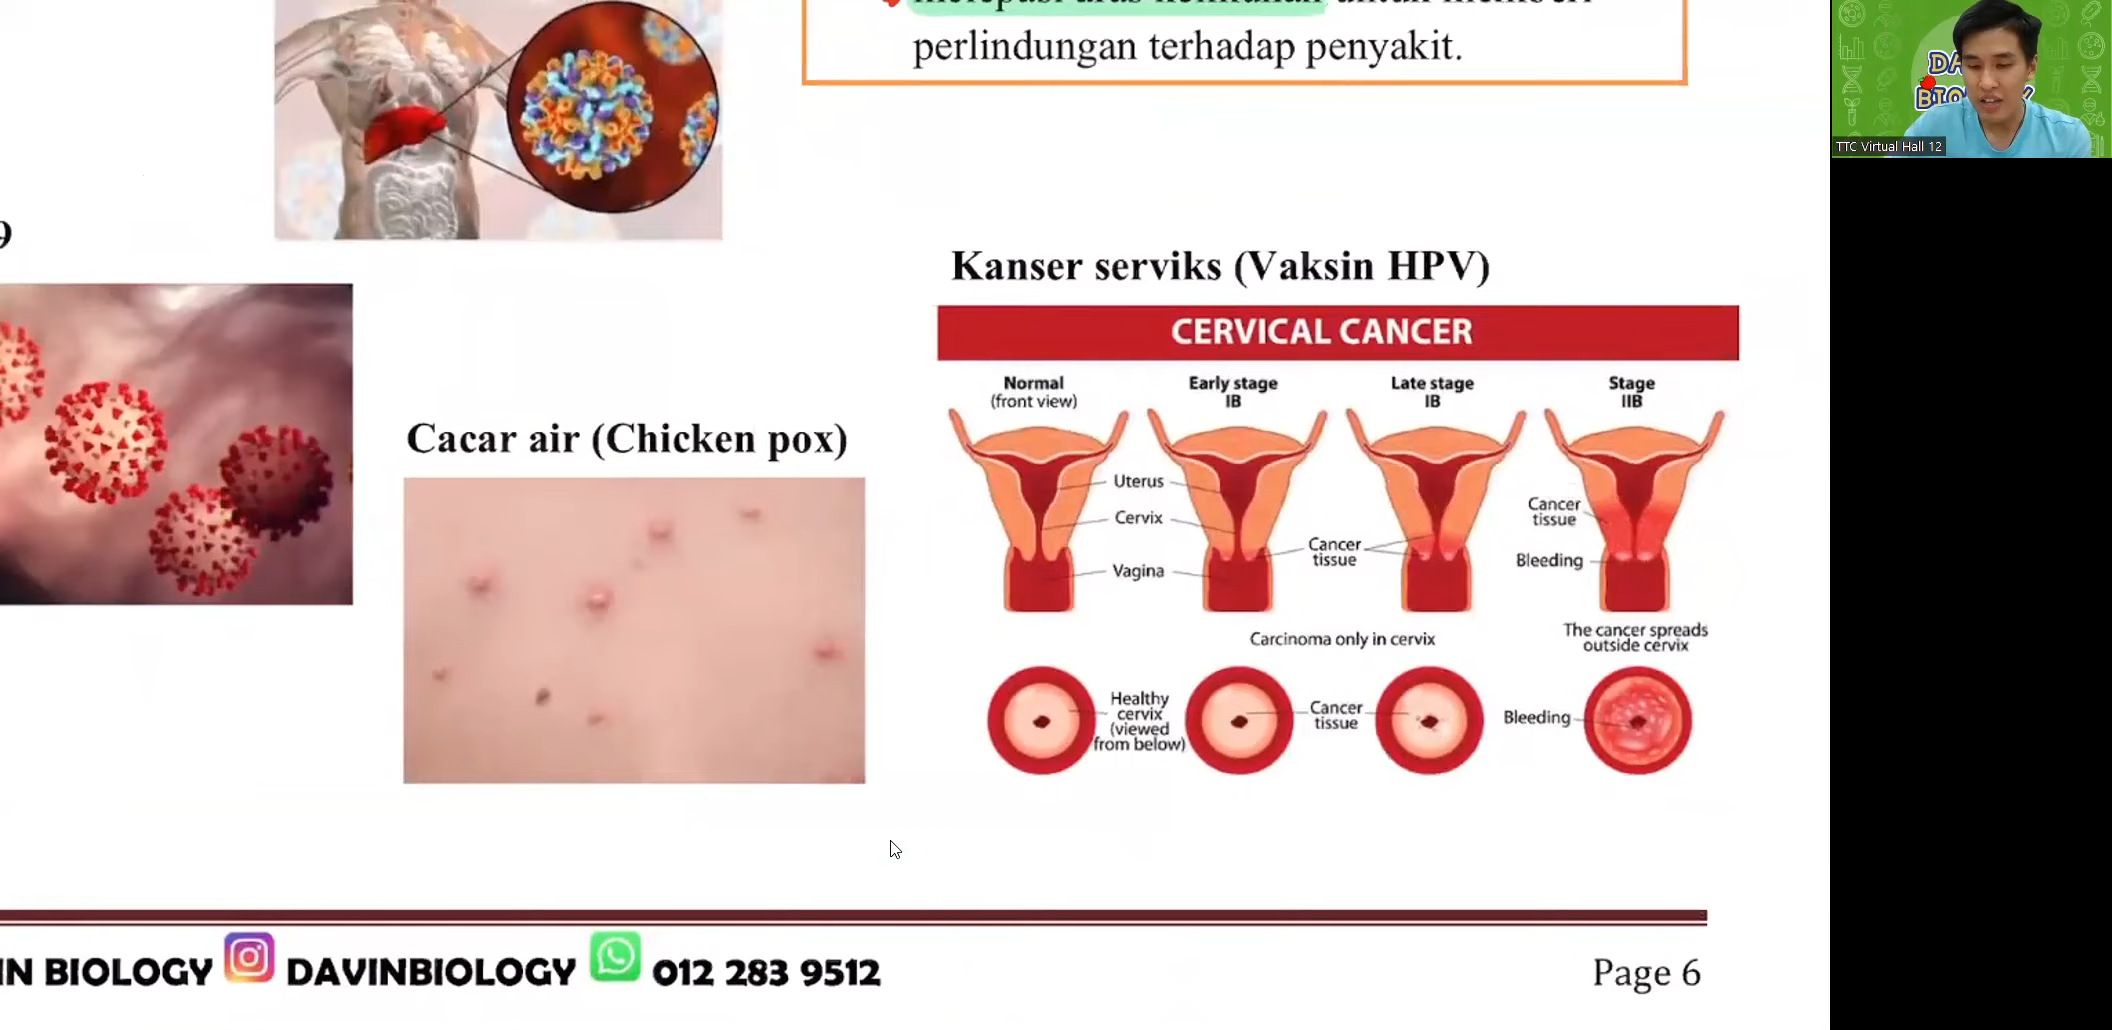 perlindungan terhadap penyakit.
TTC Virtual Hall 12
9
Kanser serviks (Vaksin HPV)
CERVICAL CANCER
Normal
(front view)
Early stage
IB
Late stage
IB
Stage
IIB
Cacar air (Chicken pox)
Uterus
Cervix
Vagina
Cancer
tissue
Cancer
tissue
Bleeding
Carcinoma only in cervix
The cancer spreads
outside cervix
Healthy
cervix
(viewed
from below)
Cancer
tissue
Bleeding
IN BIOLOGY
DAVINBIOLOGY
012 283 9512
Page 6